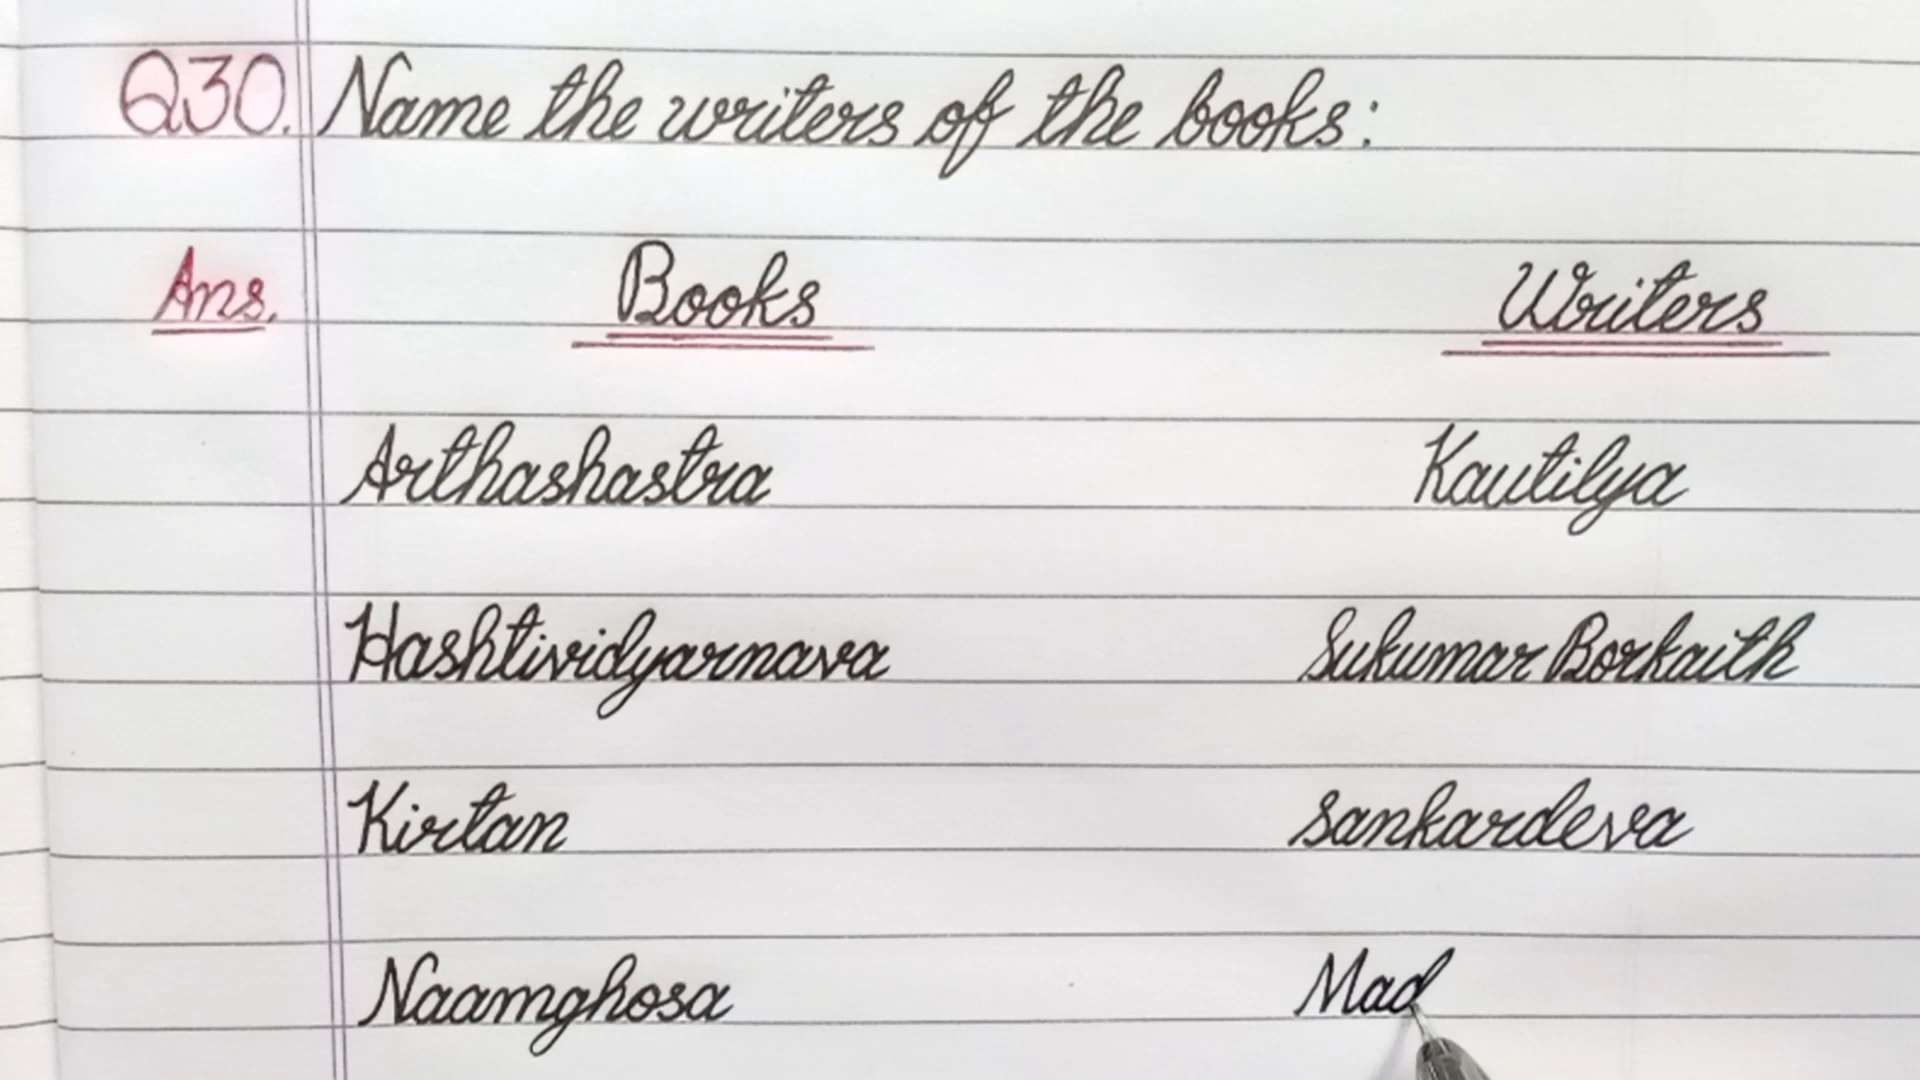 Q30. Name the writers of the books:
Ans. Books Writers
Arthashastra Kautilya
Hashtividyarnava Sukumar Borkaith
Kirtan Sankardeva
Naamghosa Mad